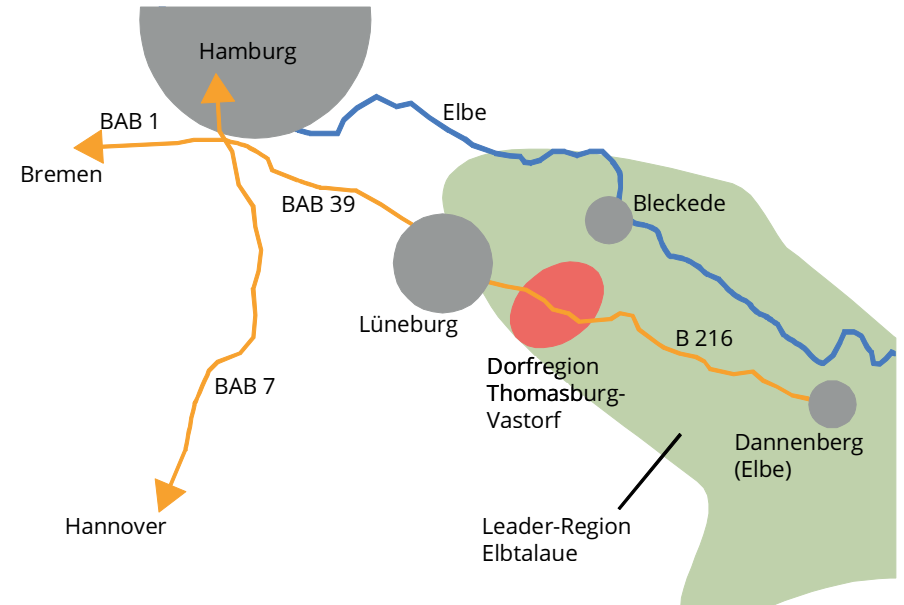 Hamburg
BAB 1
Elbe
Bremen
BAB 39
Bleckede
Lüneburg
B 216
Dorfregion
Thomasburg-
Vastorf
BAB 7
Dannenberg
(Elbe)
Hannover
Leader-Region
Elbtalaue